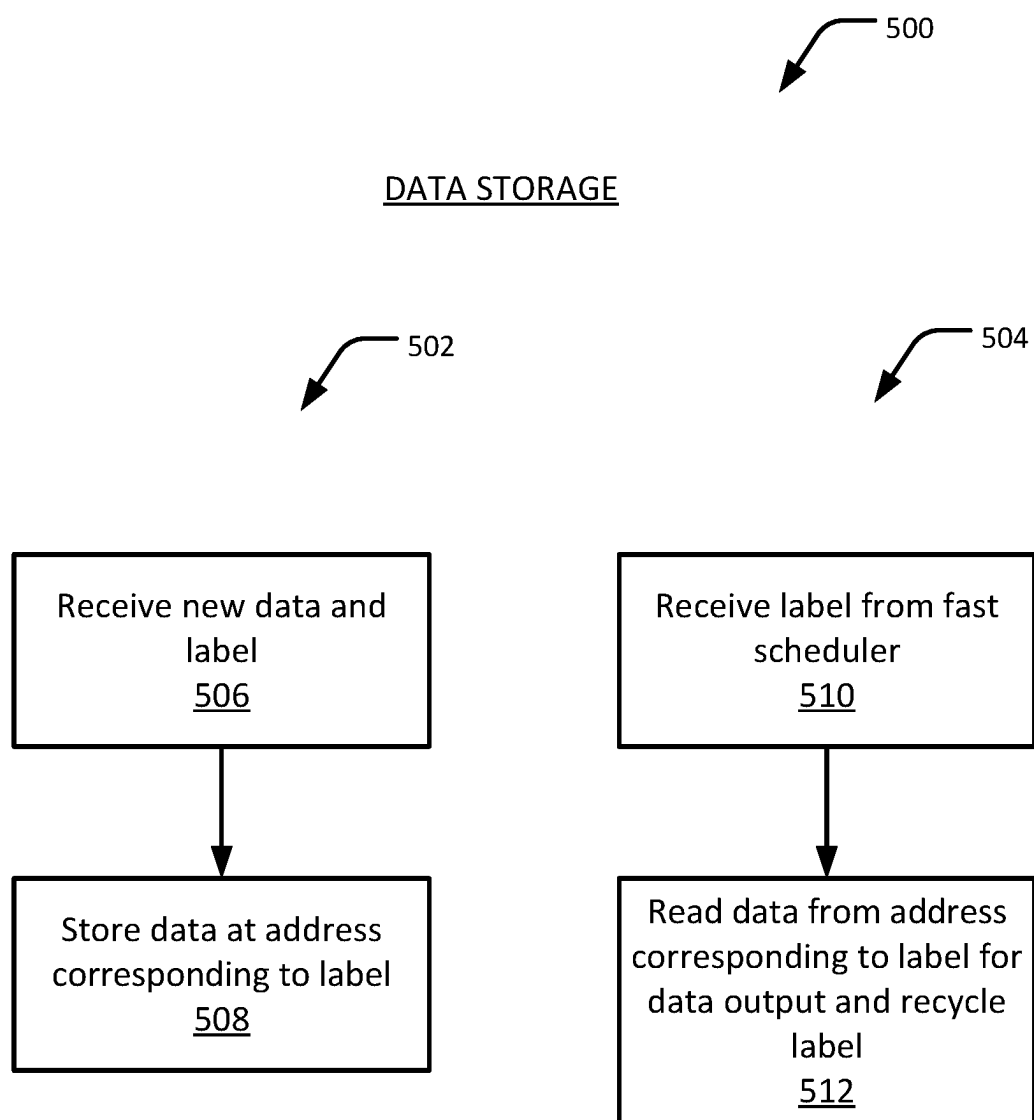 500
DATA STORAGE
502
504
Receive new data and
label
506
Store data at address
corresponding to label
508
Receive label from fast
scheduler
510
Read data from address
corresponding to label for
data output and recycle
label
512